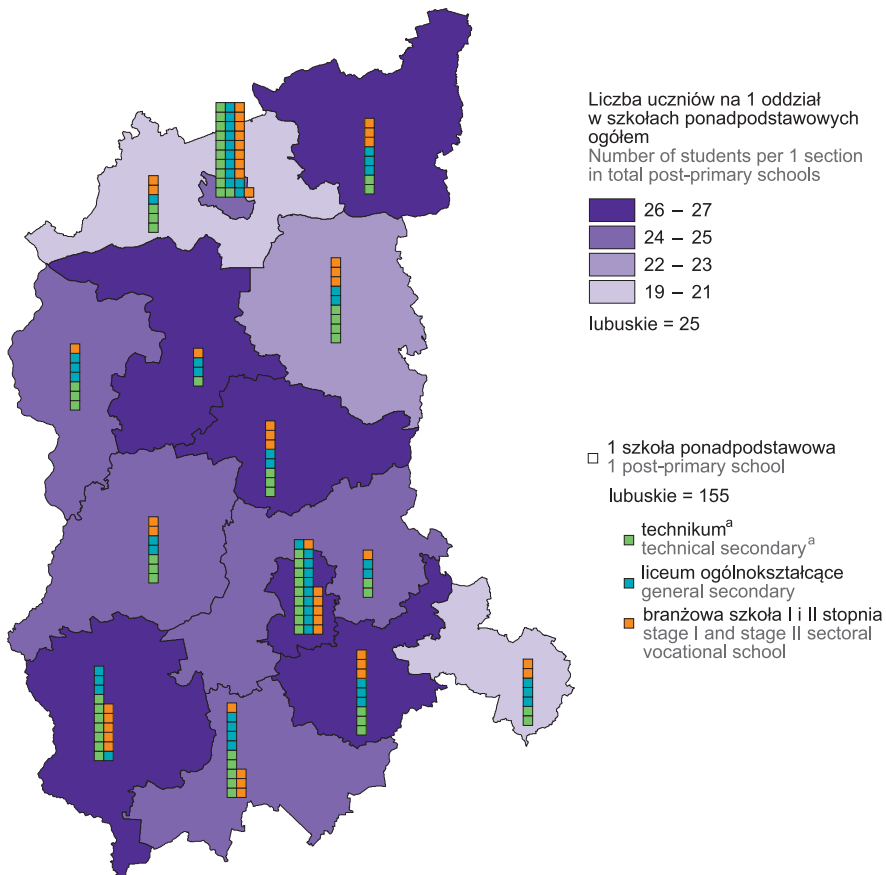 Liczba uczniów na 1 oddział
w szkołach ponadpodstawowych
ogółem
Number of students per 1 section
in total post-primary schools
26 – 27
24 – 25
22 – 23
19 – 21
lubuskie = 25
1 szkoła ponadpodstawowa
1 post-primary school
lubuskie = 155
technikumᵃ
technical secondaryᵃ
liceum ogólnokształcące
general secondary
branżowa szkoła I i II stopnia
stage I and stage II sectoral
vocational school